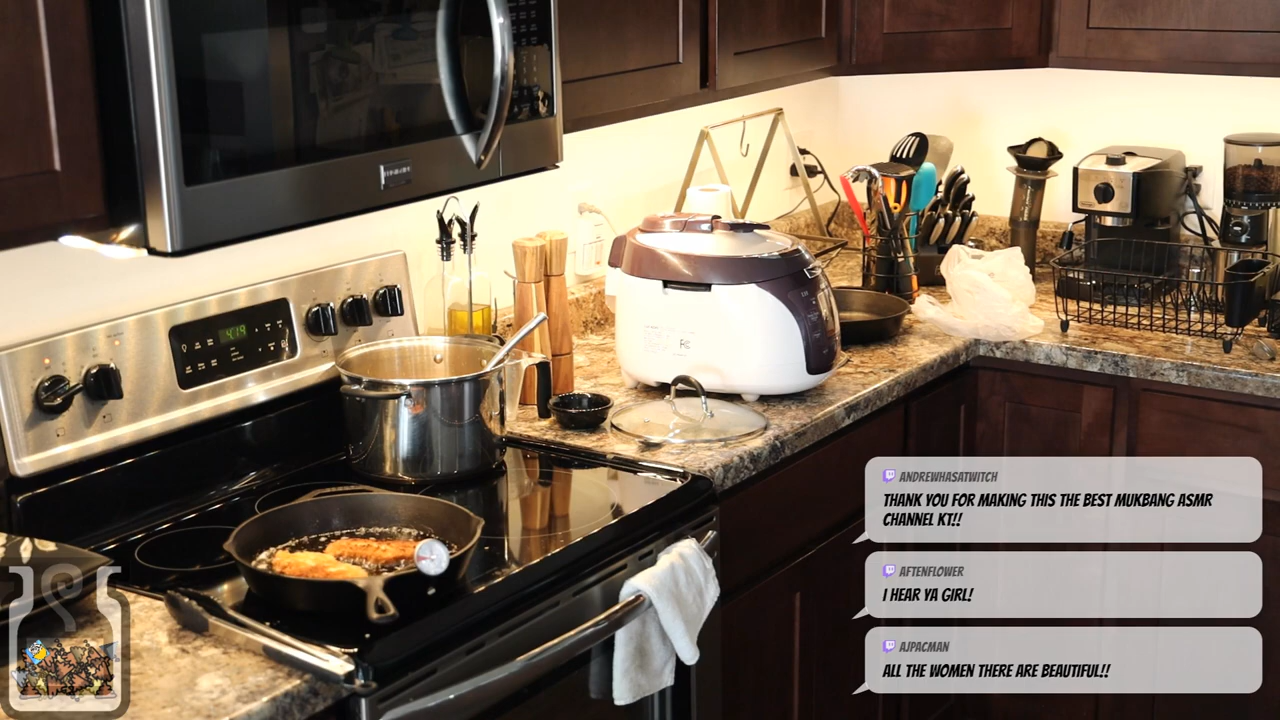 4:19
ANDREWHASATWITCH
THANK YOU FOR MAKING THIS THE BEST MUKBANG ASMR
CHANNEL KT!!
AFTENFLOWER
I HEAR YA GIRL!
AJPACMAN
ALL THE WOMEN THERE ARE BEAUTIFUL!!